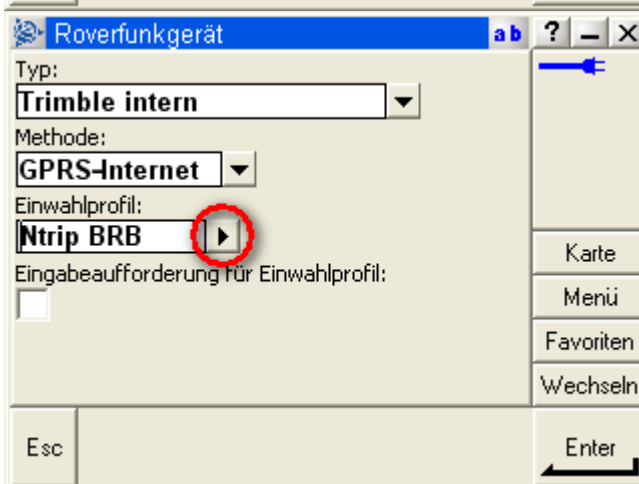 Roverfunkgerät
ab ? – X
Typ:
Trimble intern
Methode:
GPRS-Internet
Einwahlprofil:
Ntrip BRB
Eingabeaufforderung für Einwahlprofil:
Karte
Menü
Favoriten
Wechseln
Esc
Enter